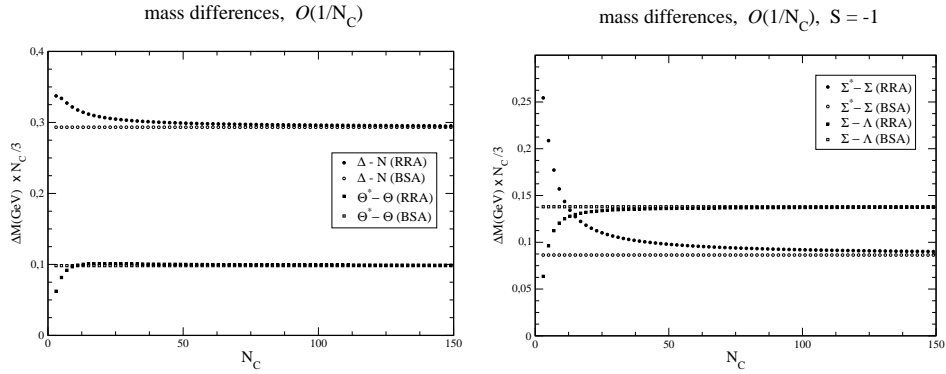 mass differences, O(1/N_C)
0,4
0,3
0,2
0,1
0
ΔM(GeV) x N_C /3
Δ - N (RRA)
Δ - N (BSA)
Θ* – Θ (RRA)
Θ* – Θ (BSA)
0 50 100 150
N_C
mass differences, O(1/N_C), S = -1
0,25
0,2
0,15
0,1
0,05
0
ΔM(GeV) x N_C /3
Σ* – Σ (RRA)
Σ* – Σ (BSA)
Σ – Λ (RRA)
Σ – Λ (BSA)
0 50 100 150
N_C